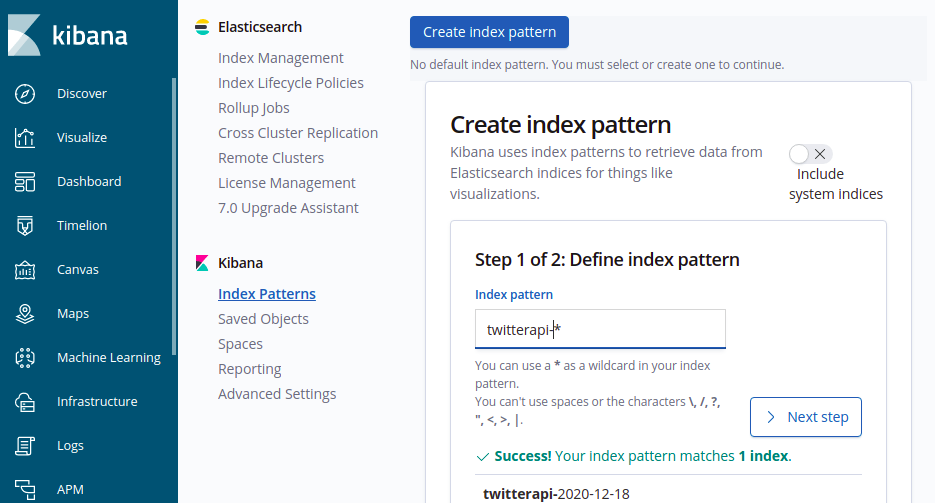 kibana
Discover
Visualize
Dashboard
Timelion
Canvas
Maps
Machine Learning
Infrastructure
Logs
APM
Elasticsearch
Index Management
Index Lifecycle Policies
Rollup Jobs
Cross Cluster Replication
Remote Clusters
License Management
7.0 Upgrade Assistant
Kibana
Index Patterns
Saved Objects
Spaces
Reporting
Advanced Settings
Create index pattern
No default index pattern. You must select or create one to continue.
Create index pattern
Kibana uses index patterns to retrieve data from
Elasticsearch indices for things like
visualizations.
Include
system indices
Step 1 of 2: Define index pattern
Index pattern
twitterapi-*
You can use a * as a wildcard in your index
pattern.
You can't use spaces or the characters \, /, ?,
", <, >, |.
Next step
Success! Your index pattern matches 1 index.
twitterapi-2020-12-18